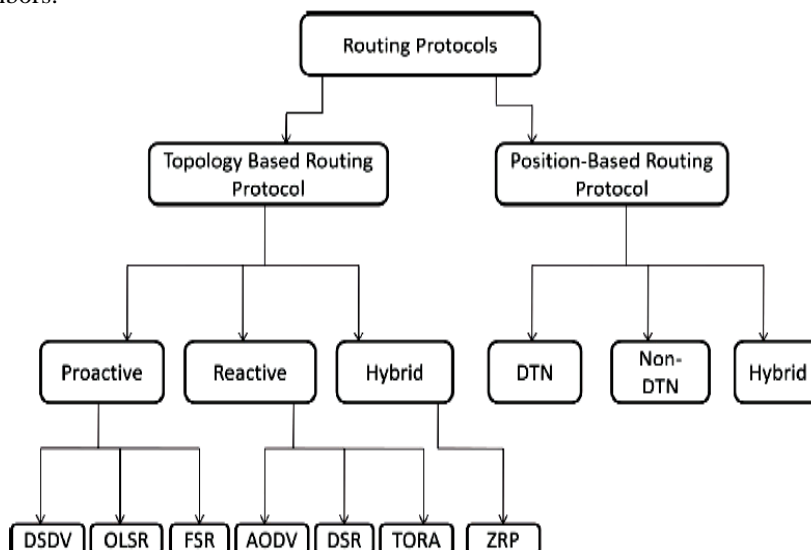 Routing Protocols
Topology Based Routing
Protocol
Position-Based Routing
Protocol
Proactive
Reactive
Hybrid
DTN
Non-
DTN
Hybrid
DSDV
OLSR
FSR
AODV
DSR
TORA
ZRP